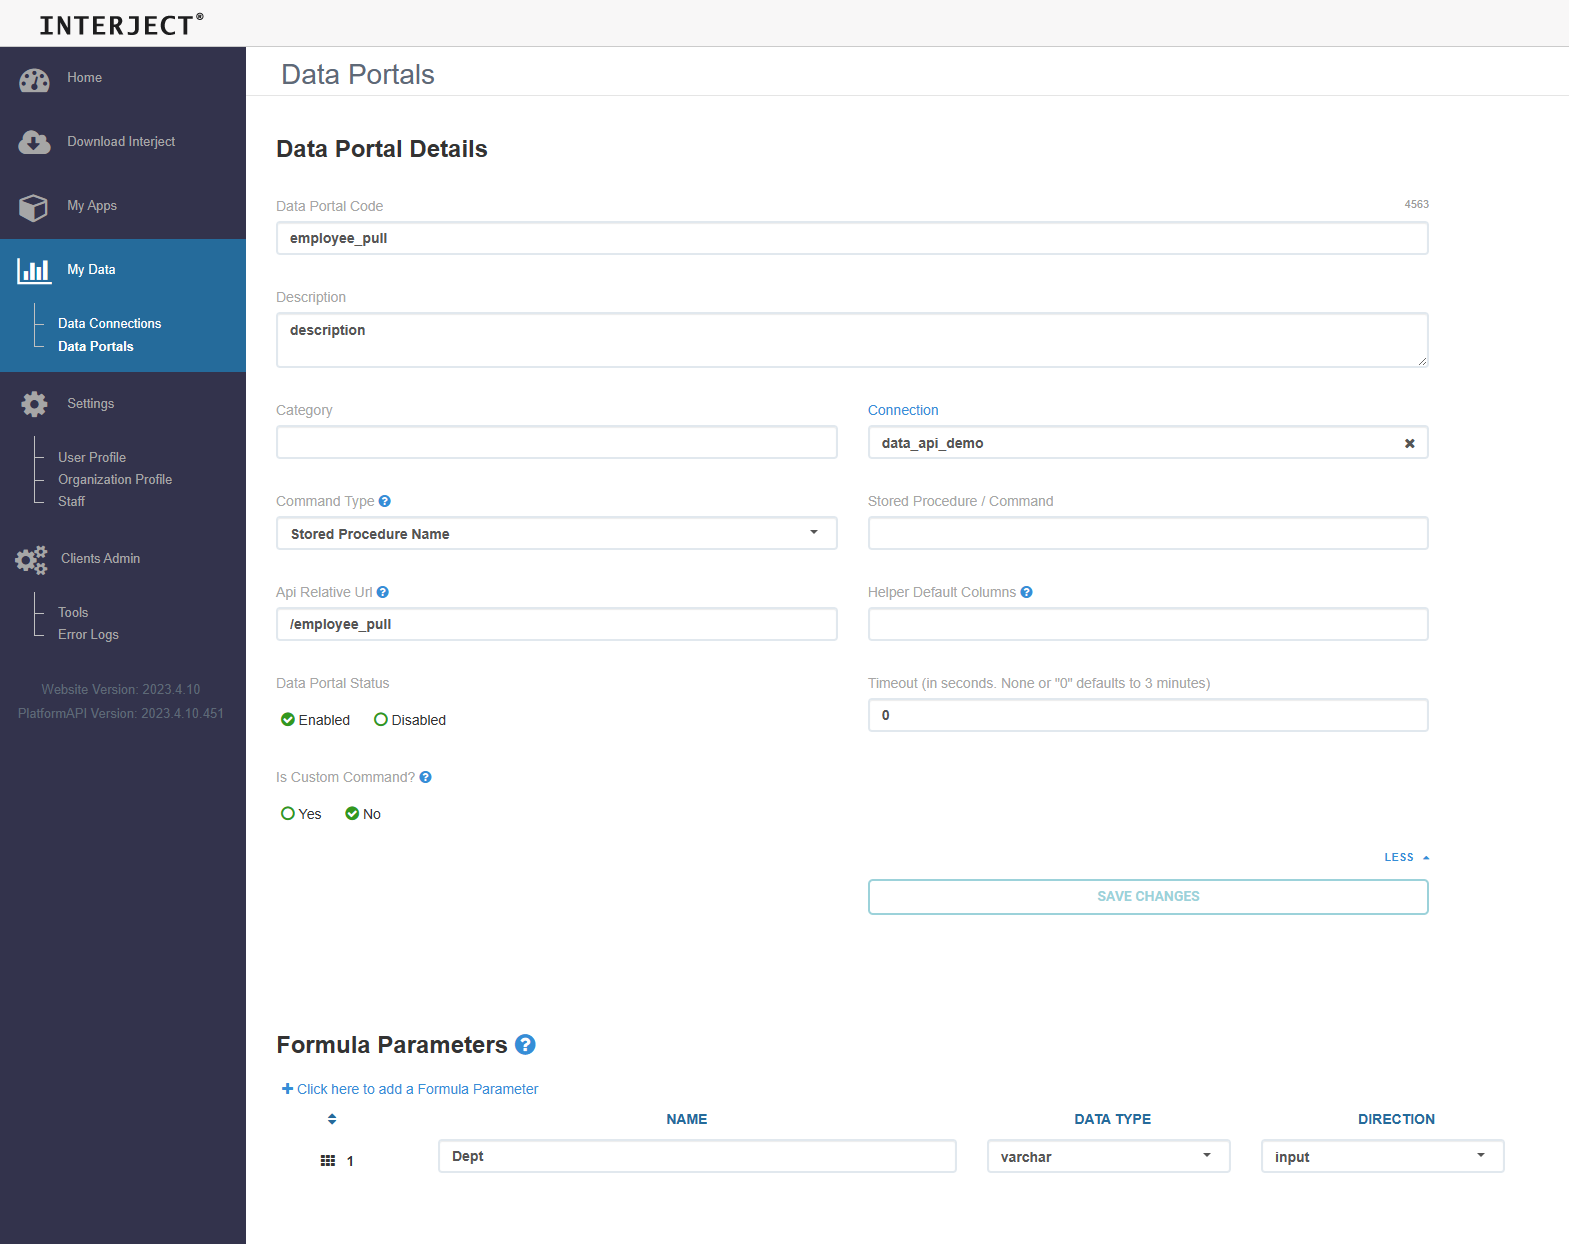 INTERJECT®
Home
Download Interject
My Apps
My Data
Data Connections
Data Portals
Settings
User Profile
Organization Profile
Staff
Clients Admin
Tools
Error Logs
Website Version: 2023.4.10
PlatformAPI Version: 2023.4.10.451
Data Portals
Data Portal Details
Data Portal Code
4563
employee_pull
Description
description
Category
Connection
data_api_demo
Command Type
Stored Procedure / Command
Stored Procedure Name
Api Relative Url
Helper Default Columns
/employee_pull
Data Portal Status
Timeout (in seconds. None or "0" defaults to 3 minutes)
Enabled Disabled
0
Is Custom Command?
Yes No
LESS
SAVE CHANGES
Formula Parameters
Click here to add a Formula Parameter
NAME DATA TYPE DIRECTION
1 Dept varchar input